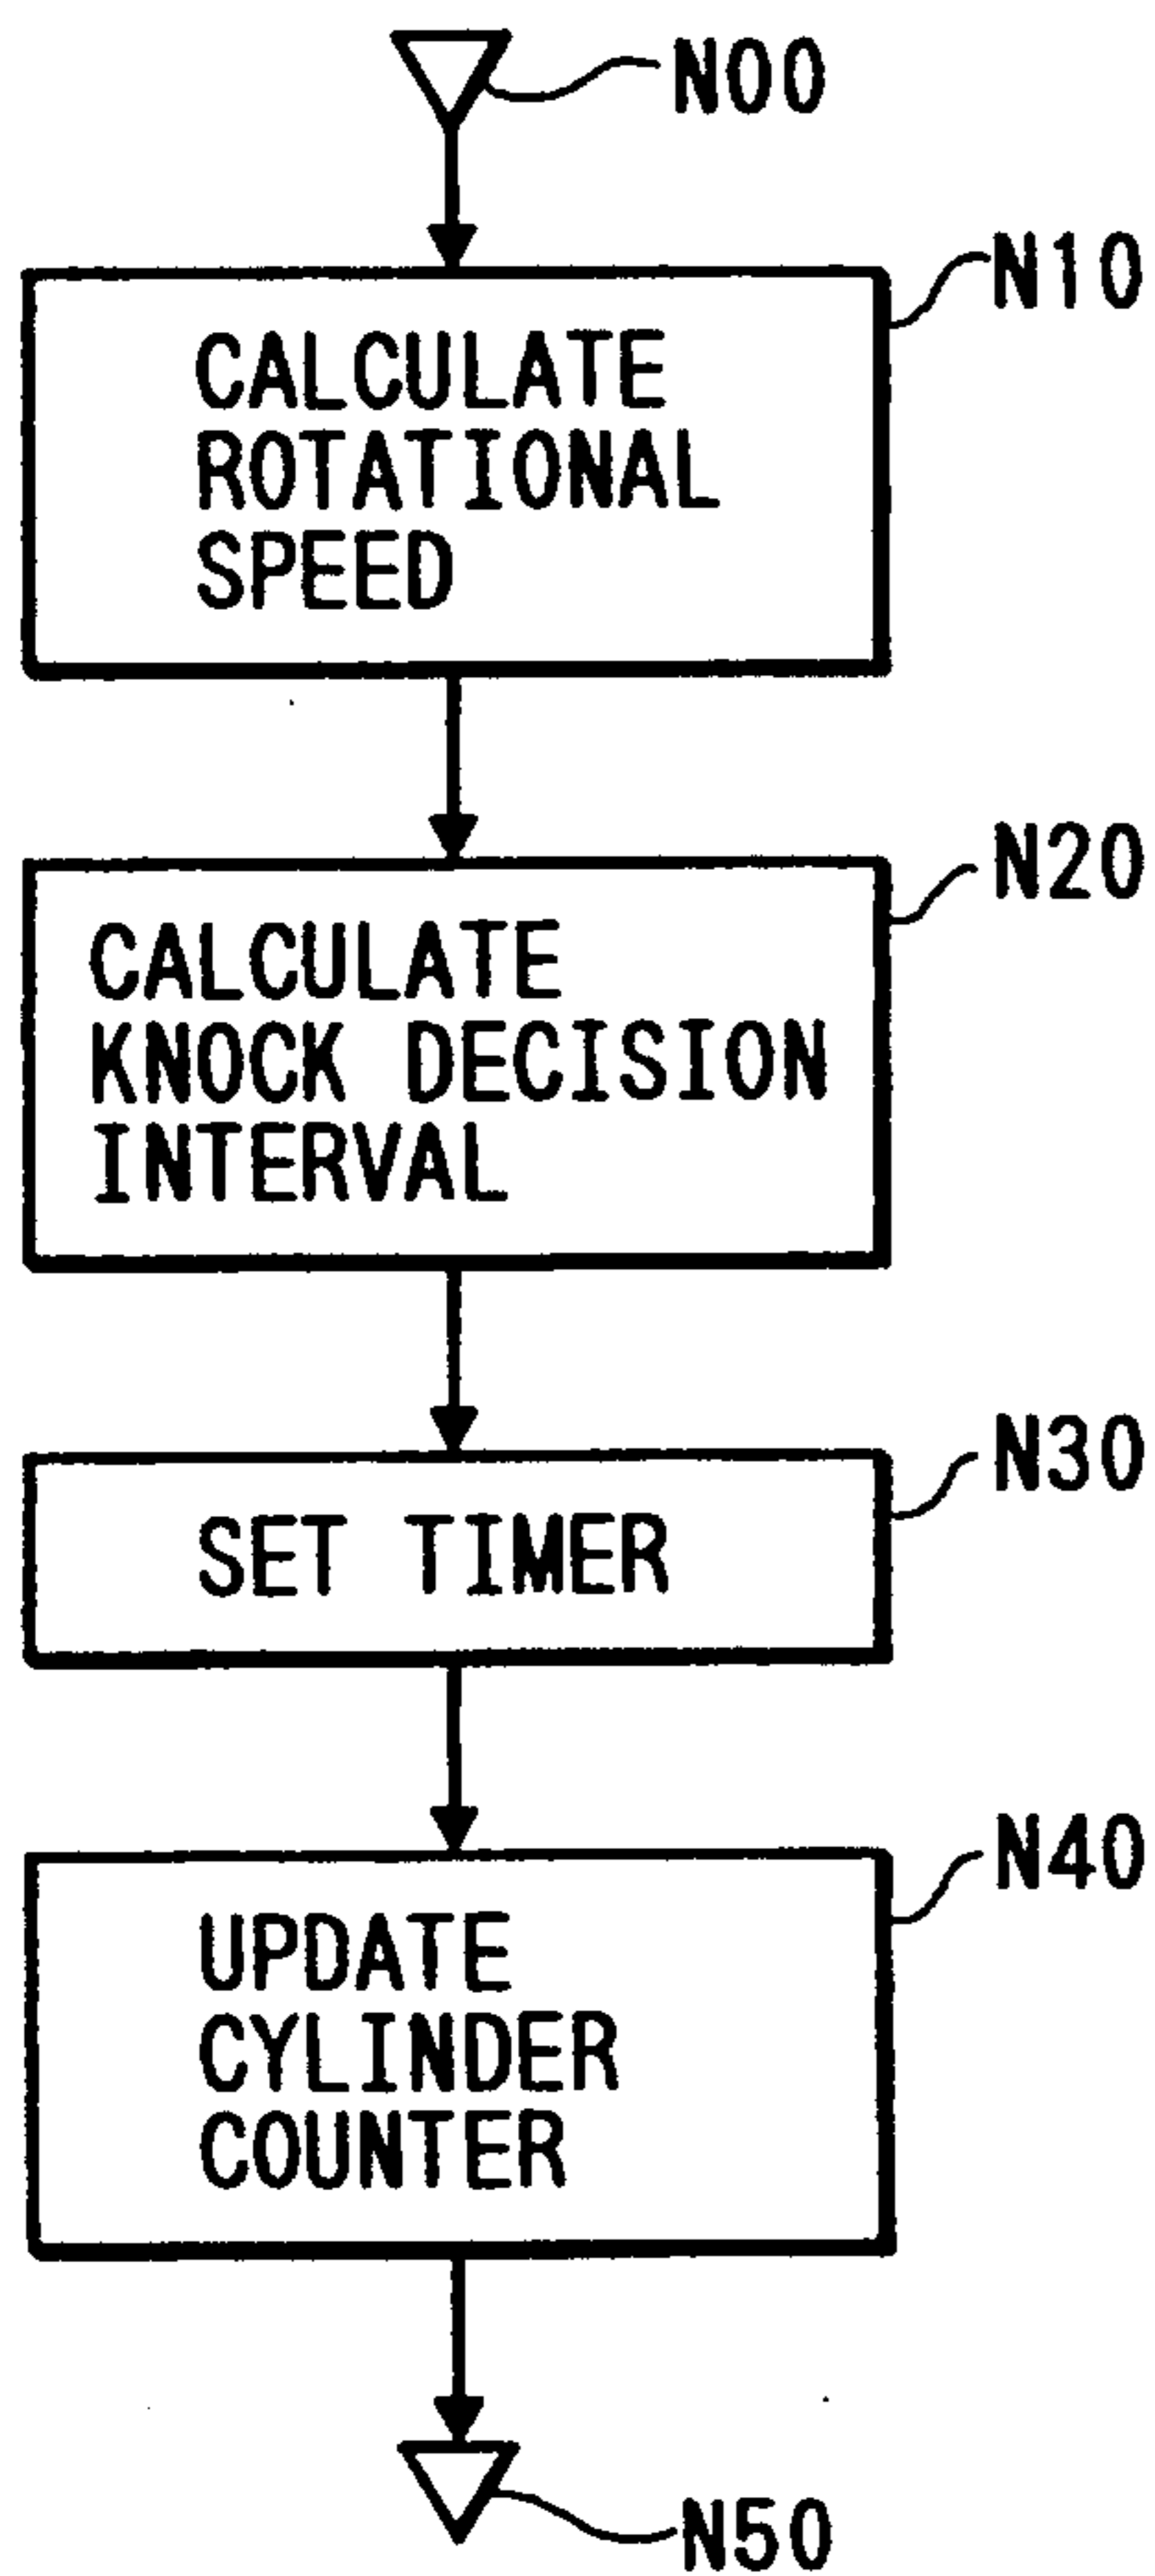 N00
N10
CALCULATE
ROTATIONAL
SPEED
N20
CALCULATE
KNOCK DECISION
INTERVAL
N30
SET TIMER
N40
UPDATE
CYLINDER
COUNTER
N50